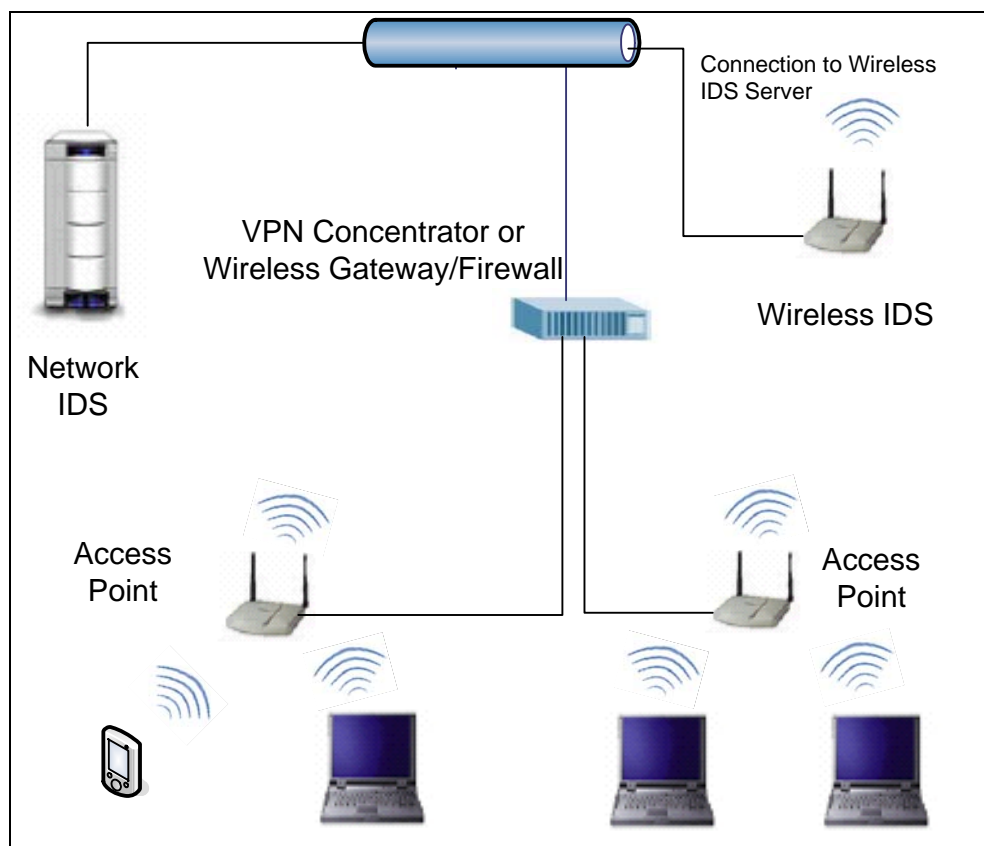 Connection to Wireless
IDS Server
VPN Concentrator or
Wireless Gateway/Firewall
Wireless IDS
Network
IDS
Access
Point
Access
Point